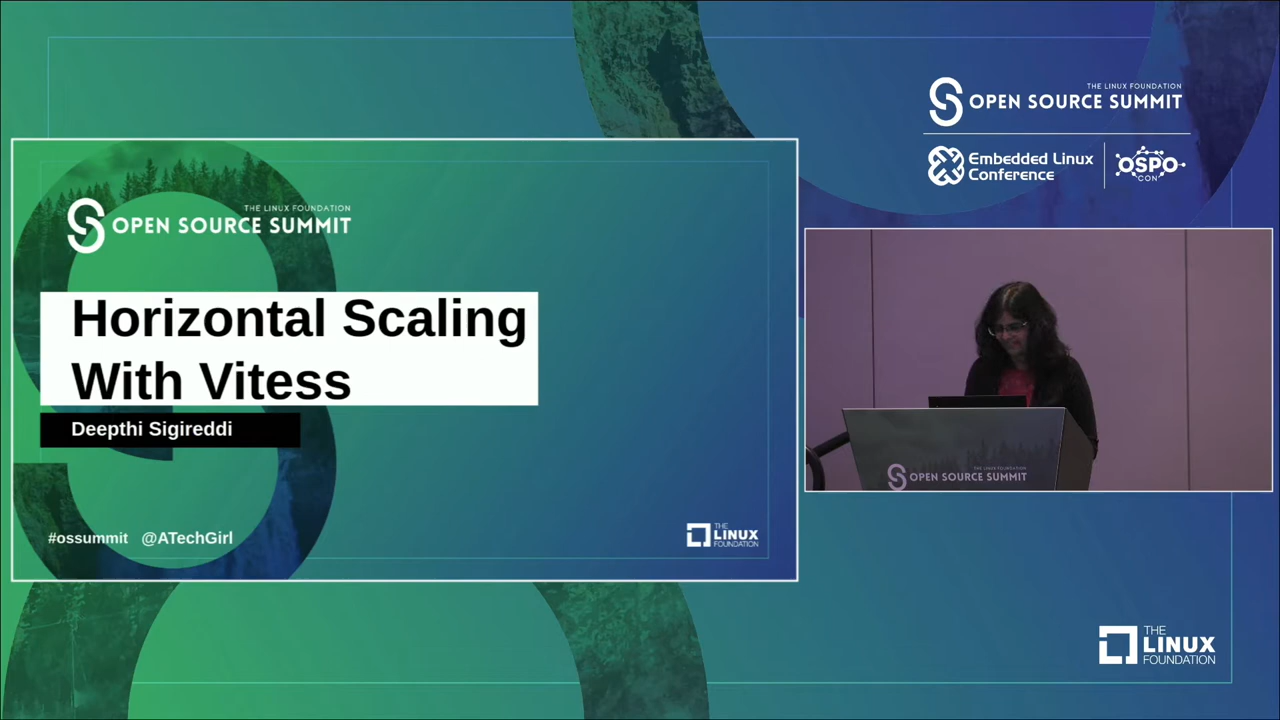 THE LINUX FOUNDATION
OPEN SOURCE SUMMIT
Embedded Linux
Conference
OSPO
CON
THE LINUX FOUNDATION
OPEN SOURCE SUMMIT
Horizontal Scaling
With Vitess
Deepthi Sigireddi
#ossummit @ATechGirl
THE
LINUX
FOUNDATION
THE LINUX FOUNDATION
OPEN SOURCE SUMMIT
THE
LINUX
FOUNDATION